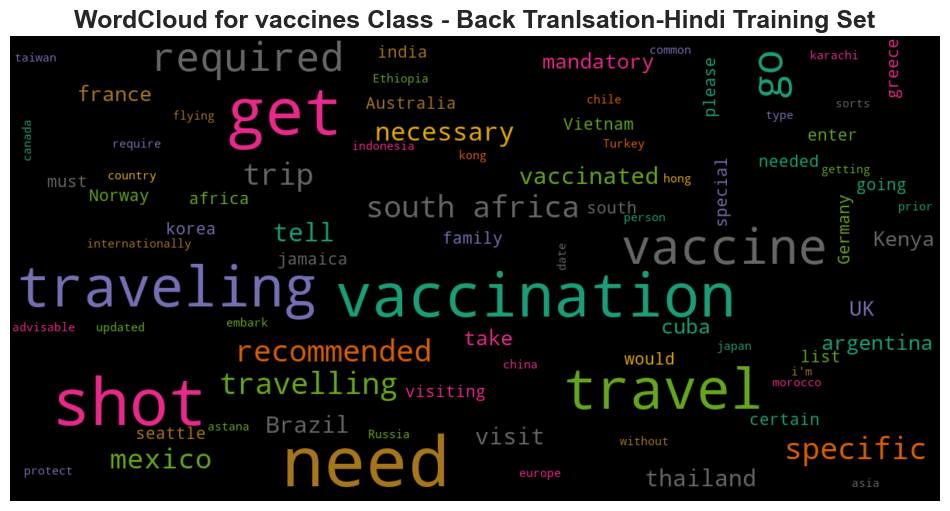 WordCloud for vaccines Class - Back Tranlsation-Hindi Training Set
taiwan
required
india
common
mandatory
karachi
greece
go
please
Ethiopia
france
get
Australia
chile
sorts
flying
type
canada
necessary
Vietnam
enter
require
indonesia
kong
Turkey
needed
getting
must
country
trip
vaccinated
hong
special
going
Norway
africa
south africa
south
prior
person
Germany
korea
tell
family
vaccine
Kenya
internationally
jamaica
date
traveling
vaccination
UK
advisable
updated
embark
take
cuba
argentina
recommended
japan
would
list
china
i'm
travelling
visiting
travel
morocco
shot
certain
astana
seattle
Brazil
Russia
visit
without
specific
mexico
need
protect
europe
thailand
asia